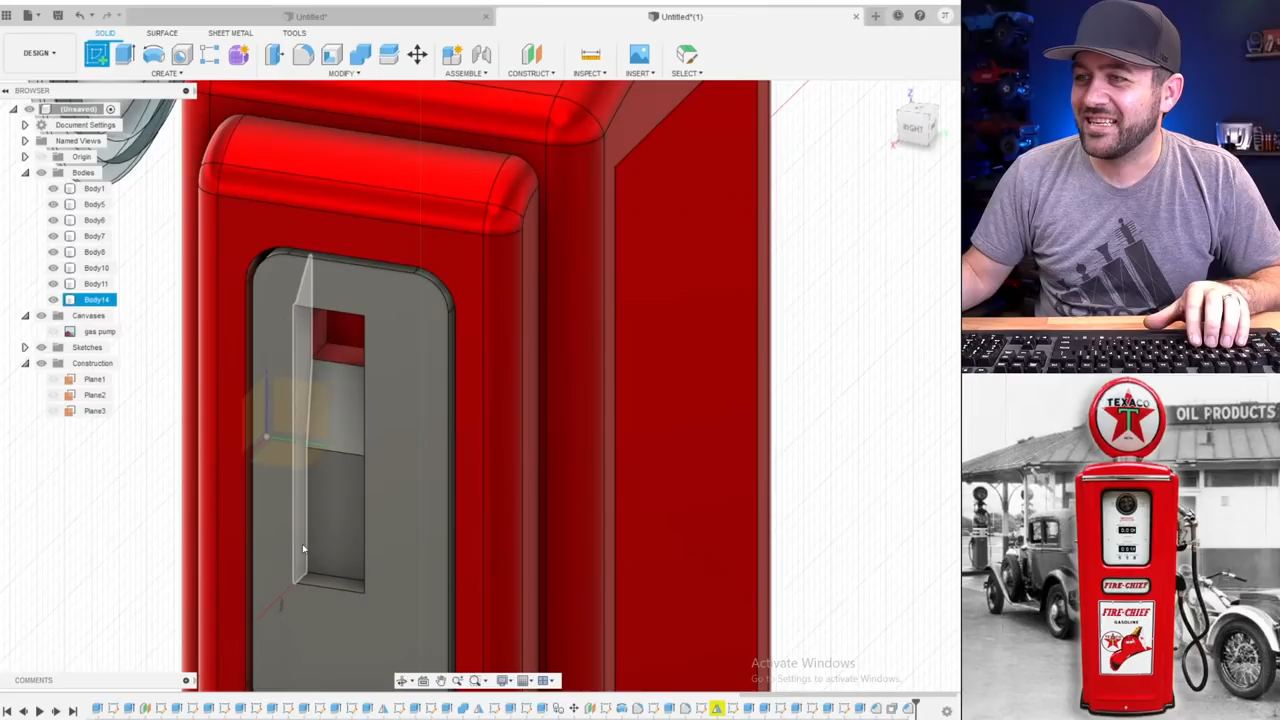 Untitled*
Untitled*(1)
JT
SOLID
SURFACE
SHEET METAL
TOOLS
DESIGN
CREATE
MODIFY
ASSEMBLE
CONSTRUCT
INSPECT
INSERT
SELECT
BROWSER
(Unsaved)
Document Settings
Named Views
Origin
Bodies
Body1
Body5
Body6
Body7
Body8
Body10
Body11
Body14
Canvases
gas pump
Sketches
Construction
Plane1
Plane2
Plane3
Z
RIGHT
X
TEXACO
T
OIL PRODUCTS
FIRE-CHIEF
FIRE-CHIEF
GASOLINE
Activate Windows
Go to Settings to activate Windows.
COMMENTS